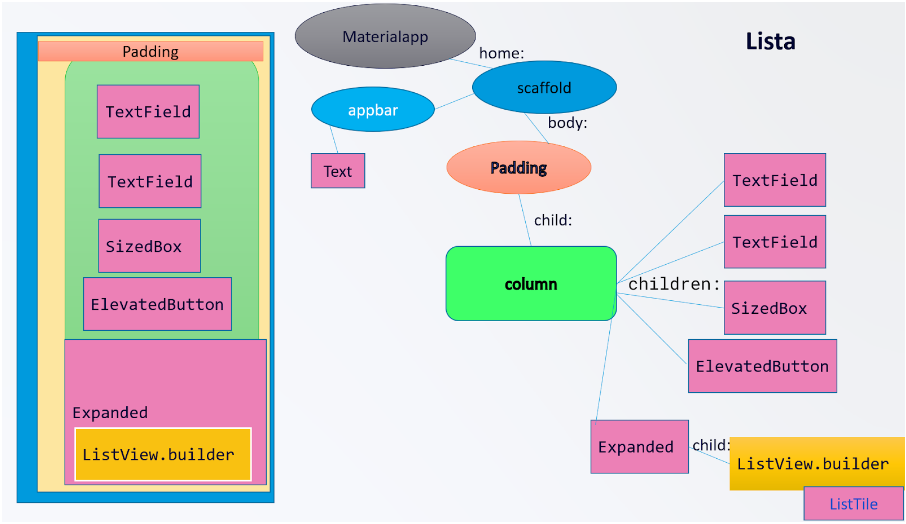 Lista
Padding
TextField
TextField
SizedBox
ElevatedButton
Expanded
ListView.builder
Materialapp
home:
scaffold
appbar
body:
Text
Padding
child:
column
children:
TextField
TextField
SizedBox
ElevatedButton
Expanded
child:
ListView.builder
ListTile